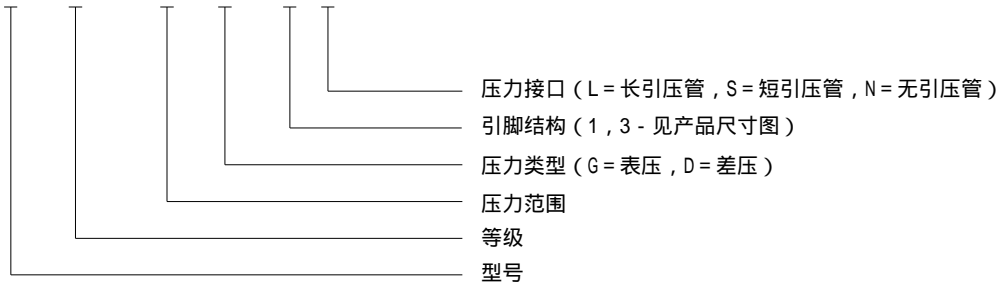 压力接口（L=长引压管，S=短引压管，N=无引压管）
引脚结构（1，3-见产品尺寸图）
压力类型（G=表压，D=差压）
压力范围
等级
型号